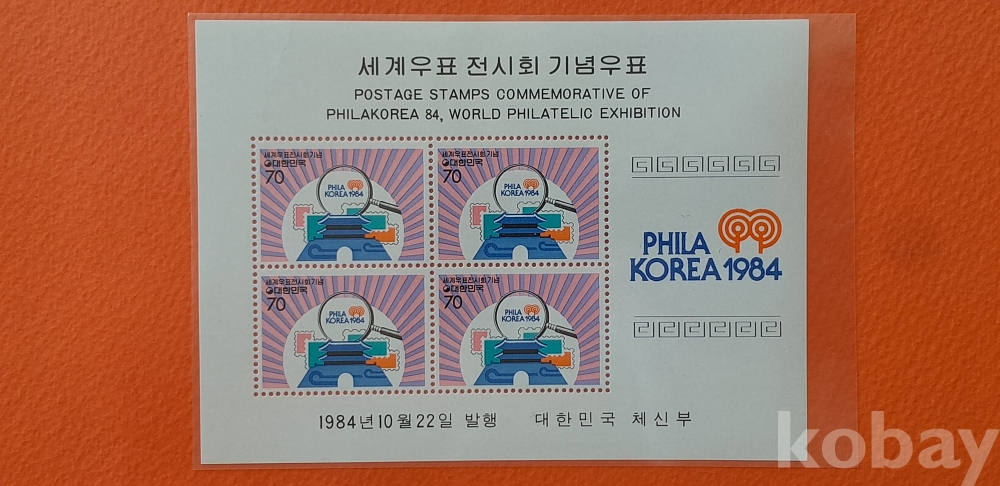 세계우표 전시회 기념우표
POSTAGE STAMPS COMMEMORATIVE OF
PHILAKOREA 84, WORLD PHILATELIC EXHIBITION
세계우표전시회기념
대한민국
70
PHILA
KOREA 1984
세계우표전시회기념
대한민국
70
PHILA
KOREA 1984
PHILA
KOREA 1984
세계우표전시회기념
대한민국
70
PHILA
KOREA 1984
세계우표전시회기념
대한민국
70
PHILA
KOREA 1984
1984년10월22일 발행 대한민국 체신부
kobay